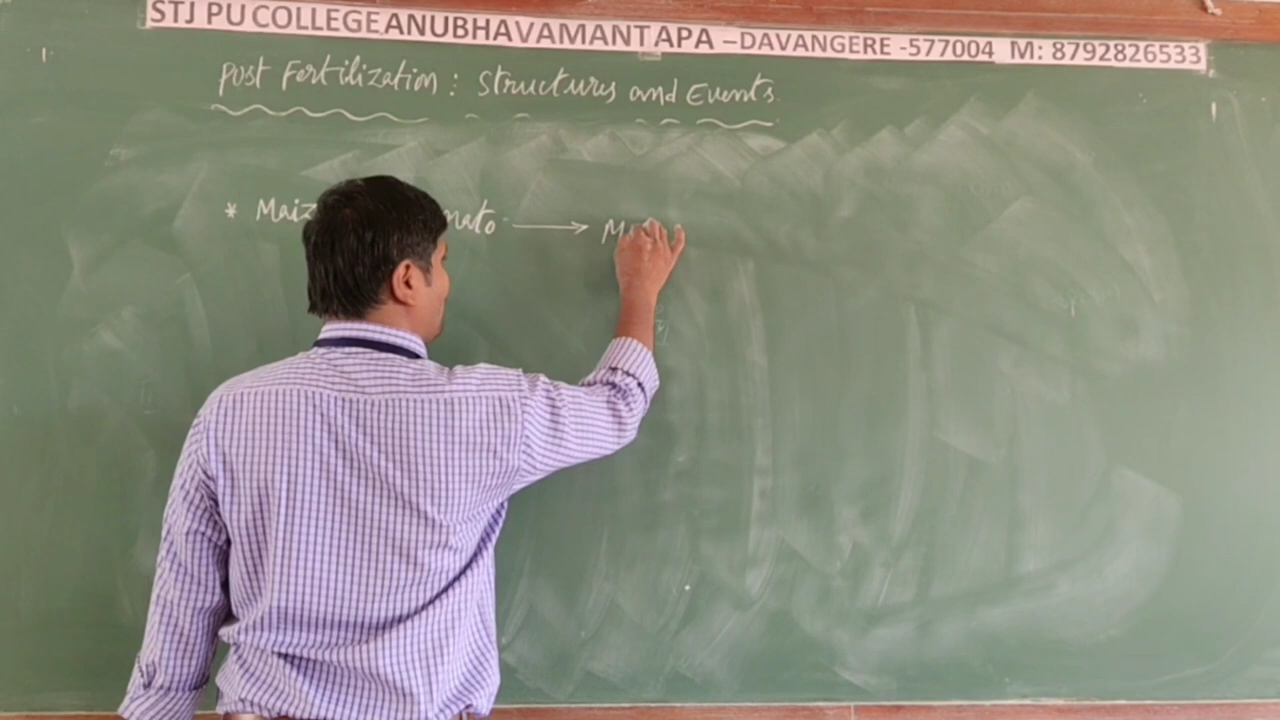 STJ PU COLLEGE ANUBHAVAMANTAPA –DAVANGERE -577004 M: 8792826533
Post Fertilization: Structures and Events.
* →